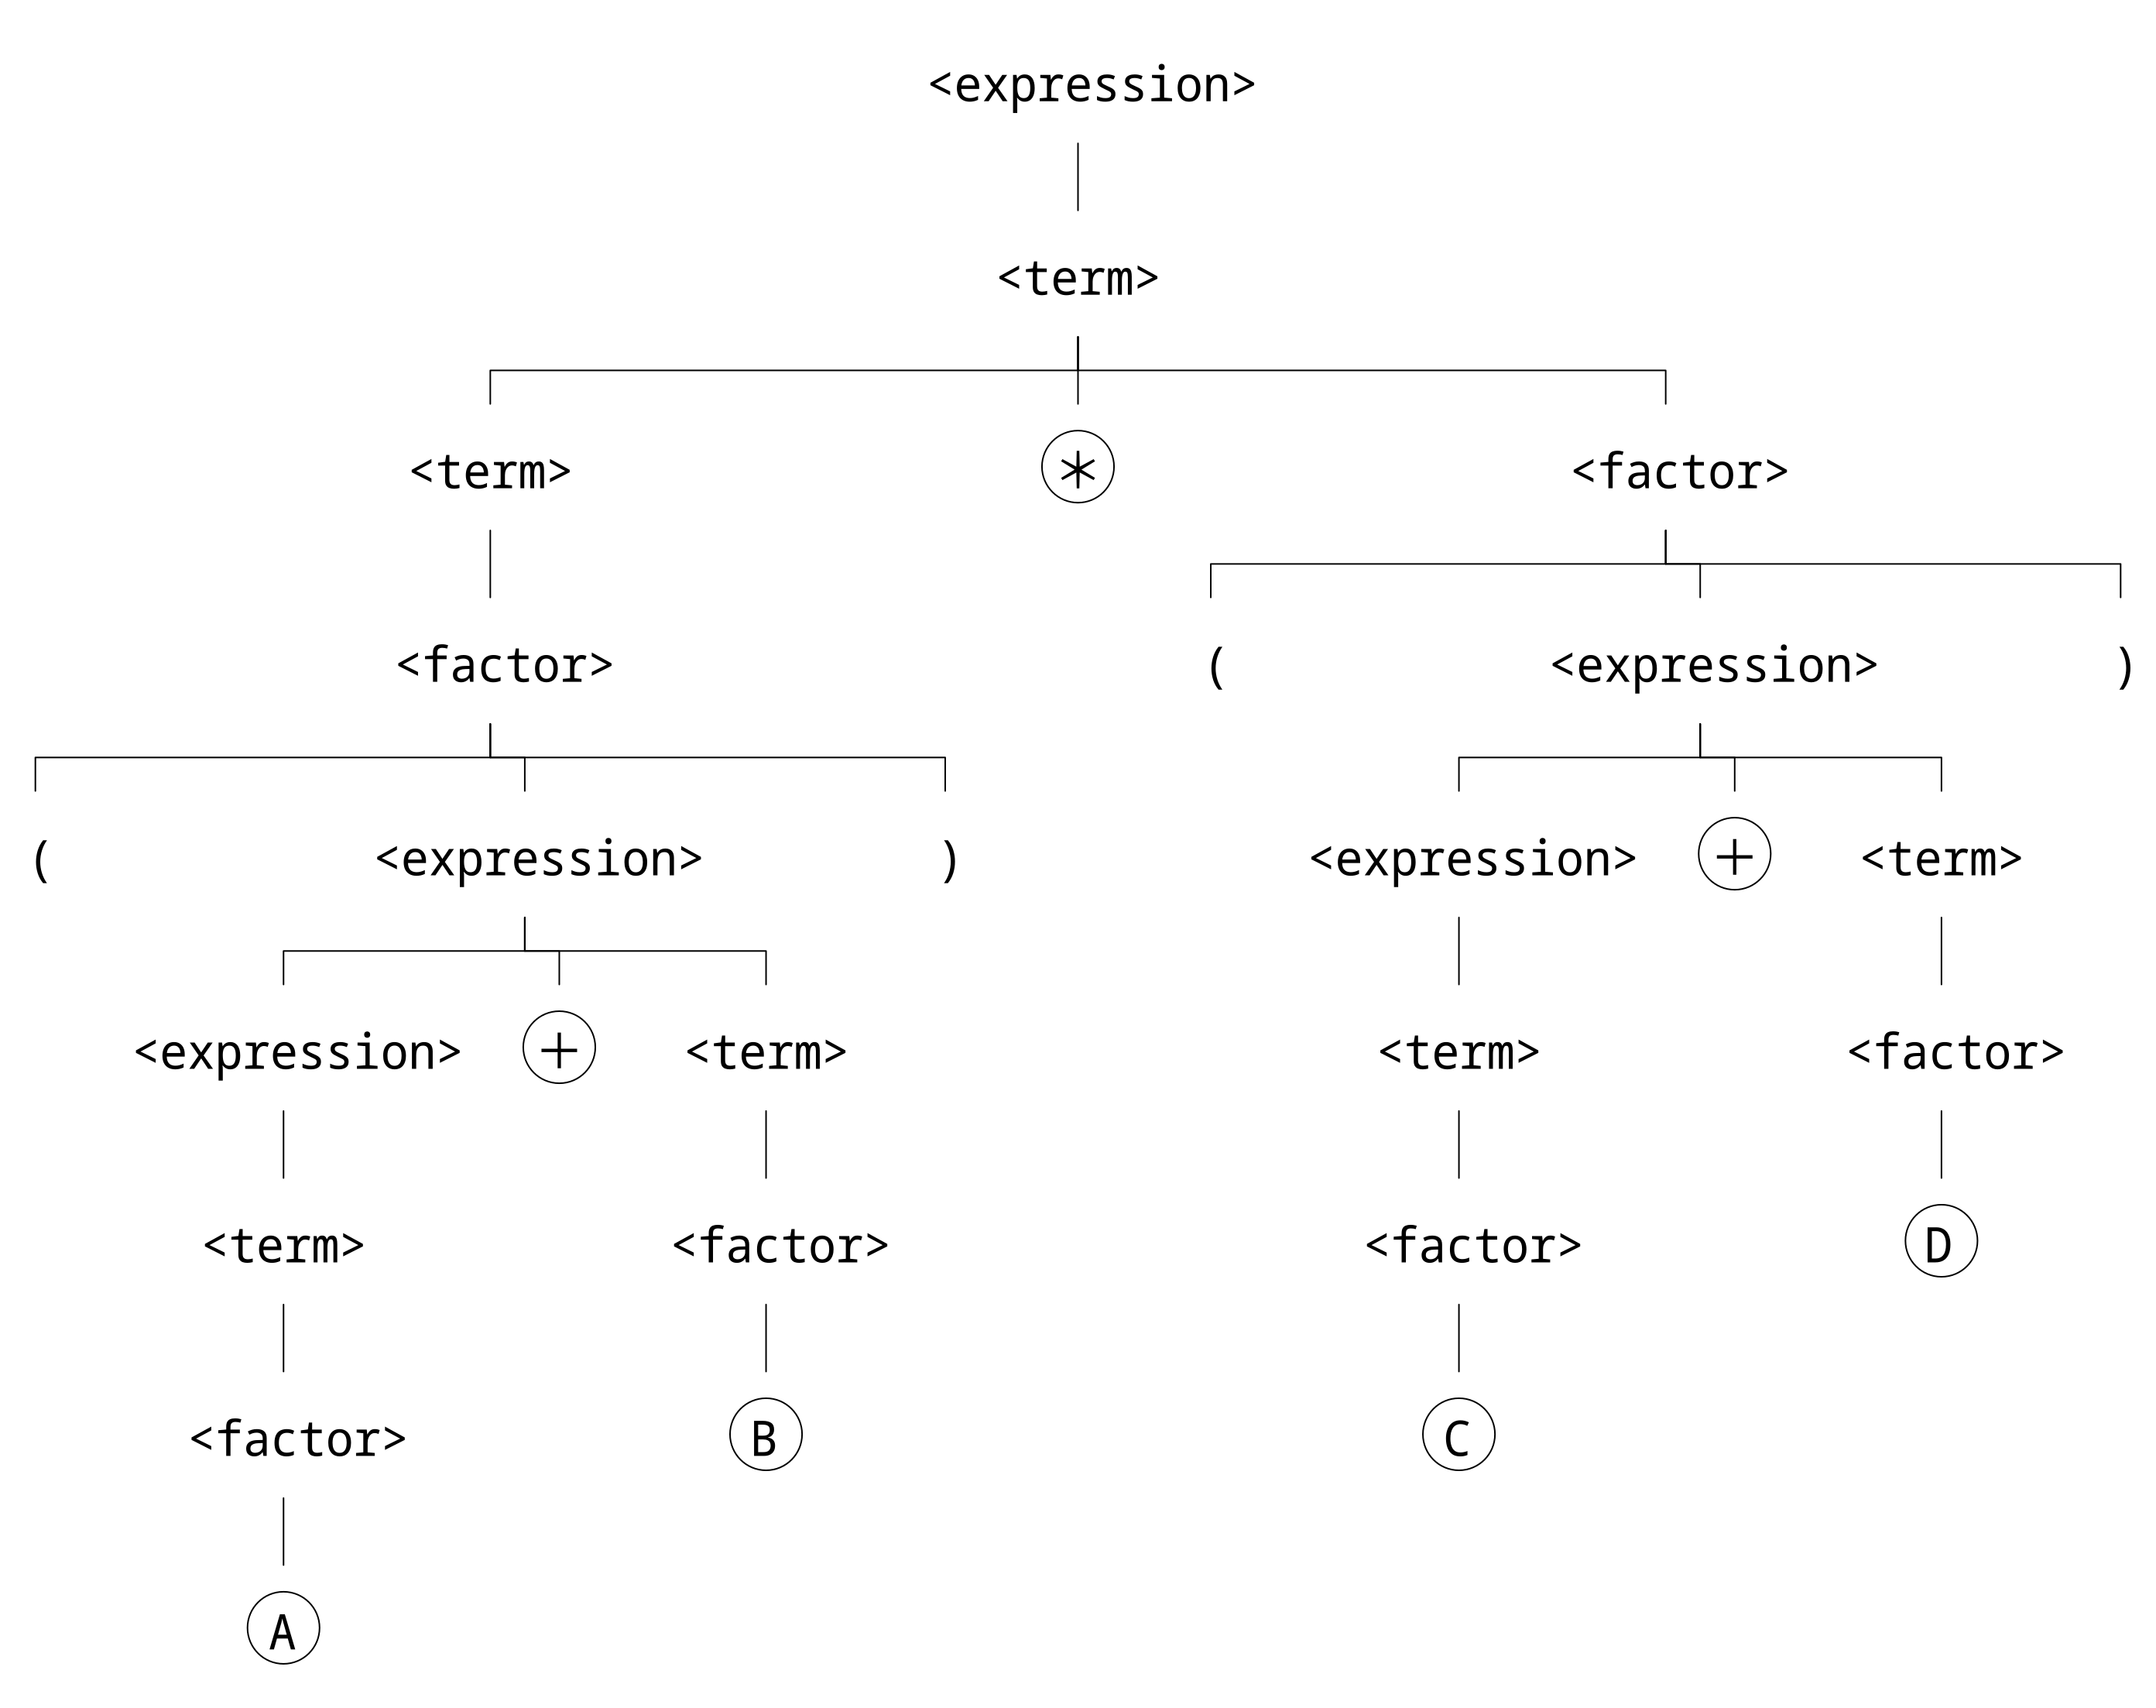 <expression>
<term>
<term> * <factor>
<factor> ( <expression> )
( <expression> ) <expression> + <term>
<expression> + <term> <term> <factor>
<term> <factor> <factor> D
<factor> B C
A